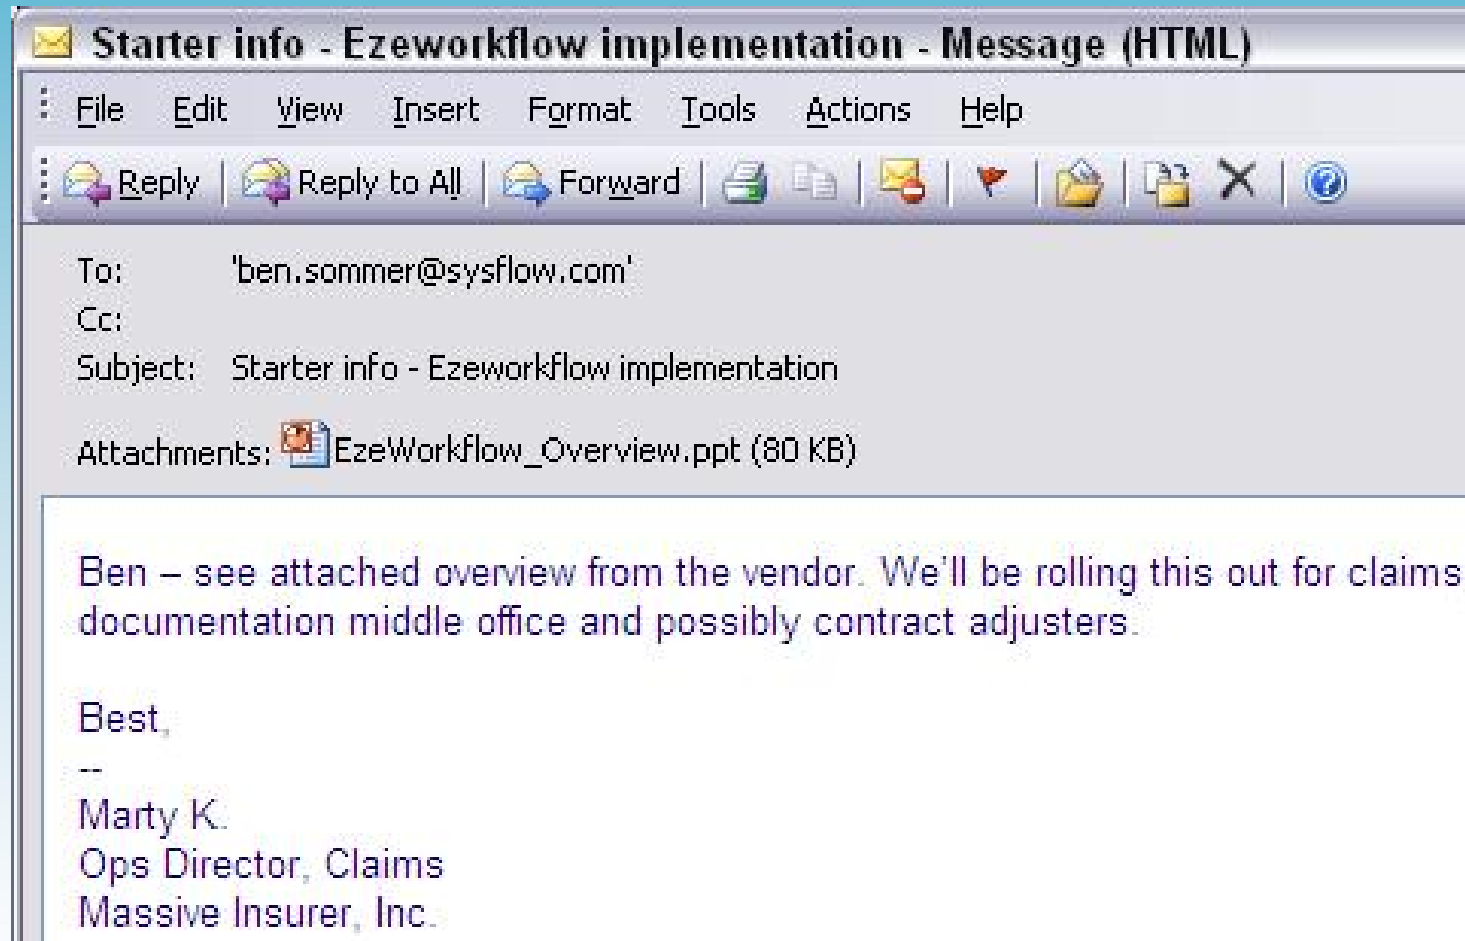 Starter info - Ezeworkflow implementation - Message (HTML)
File Edit View Insert Format Tools Actions Help
Reply Reply to All Forward
To: 'ben.sommer@sysflow.com'
Cc:
Subject: Starter info - Ezeworkflow implementation
Attachments: EzeWorkflow_Overview.ppt (80 KB)
Ben – see attached overview from the vendor. We'll be rolling this out for claims
documentation middle office and possibly contract adjusters.
Best,
--
Marty K.
Ops Director, Claims
Massive Insurer, Inc.